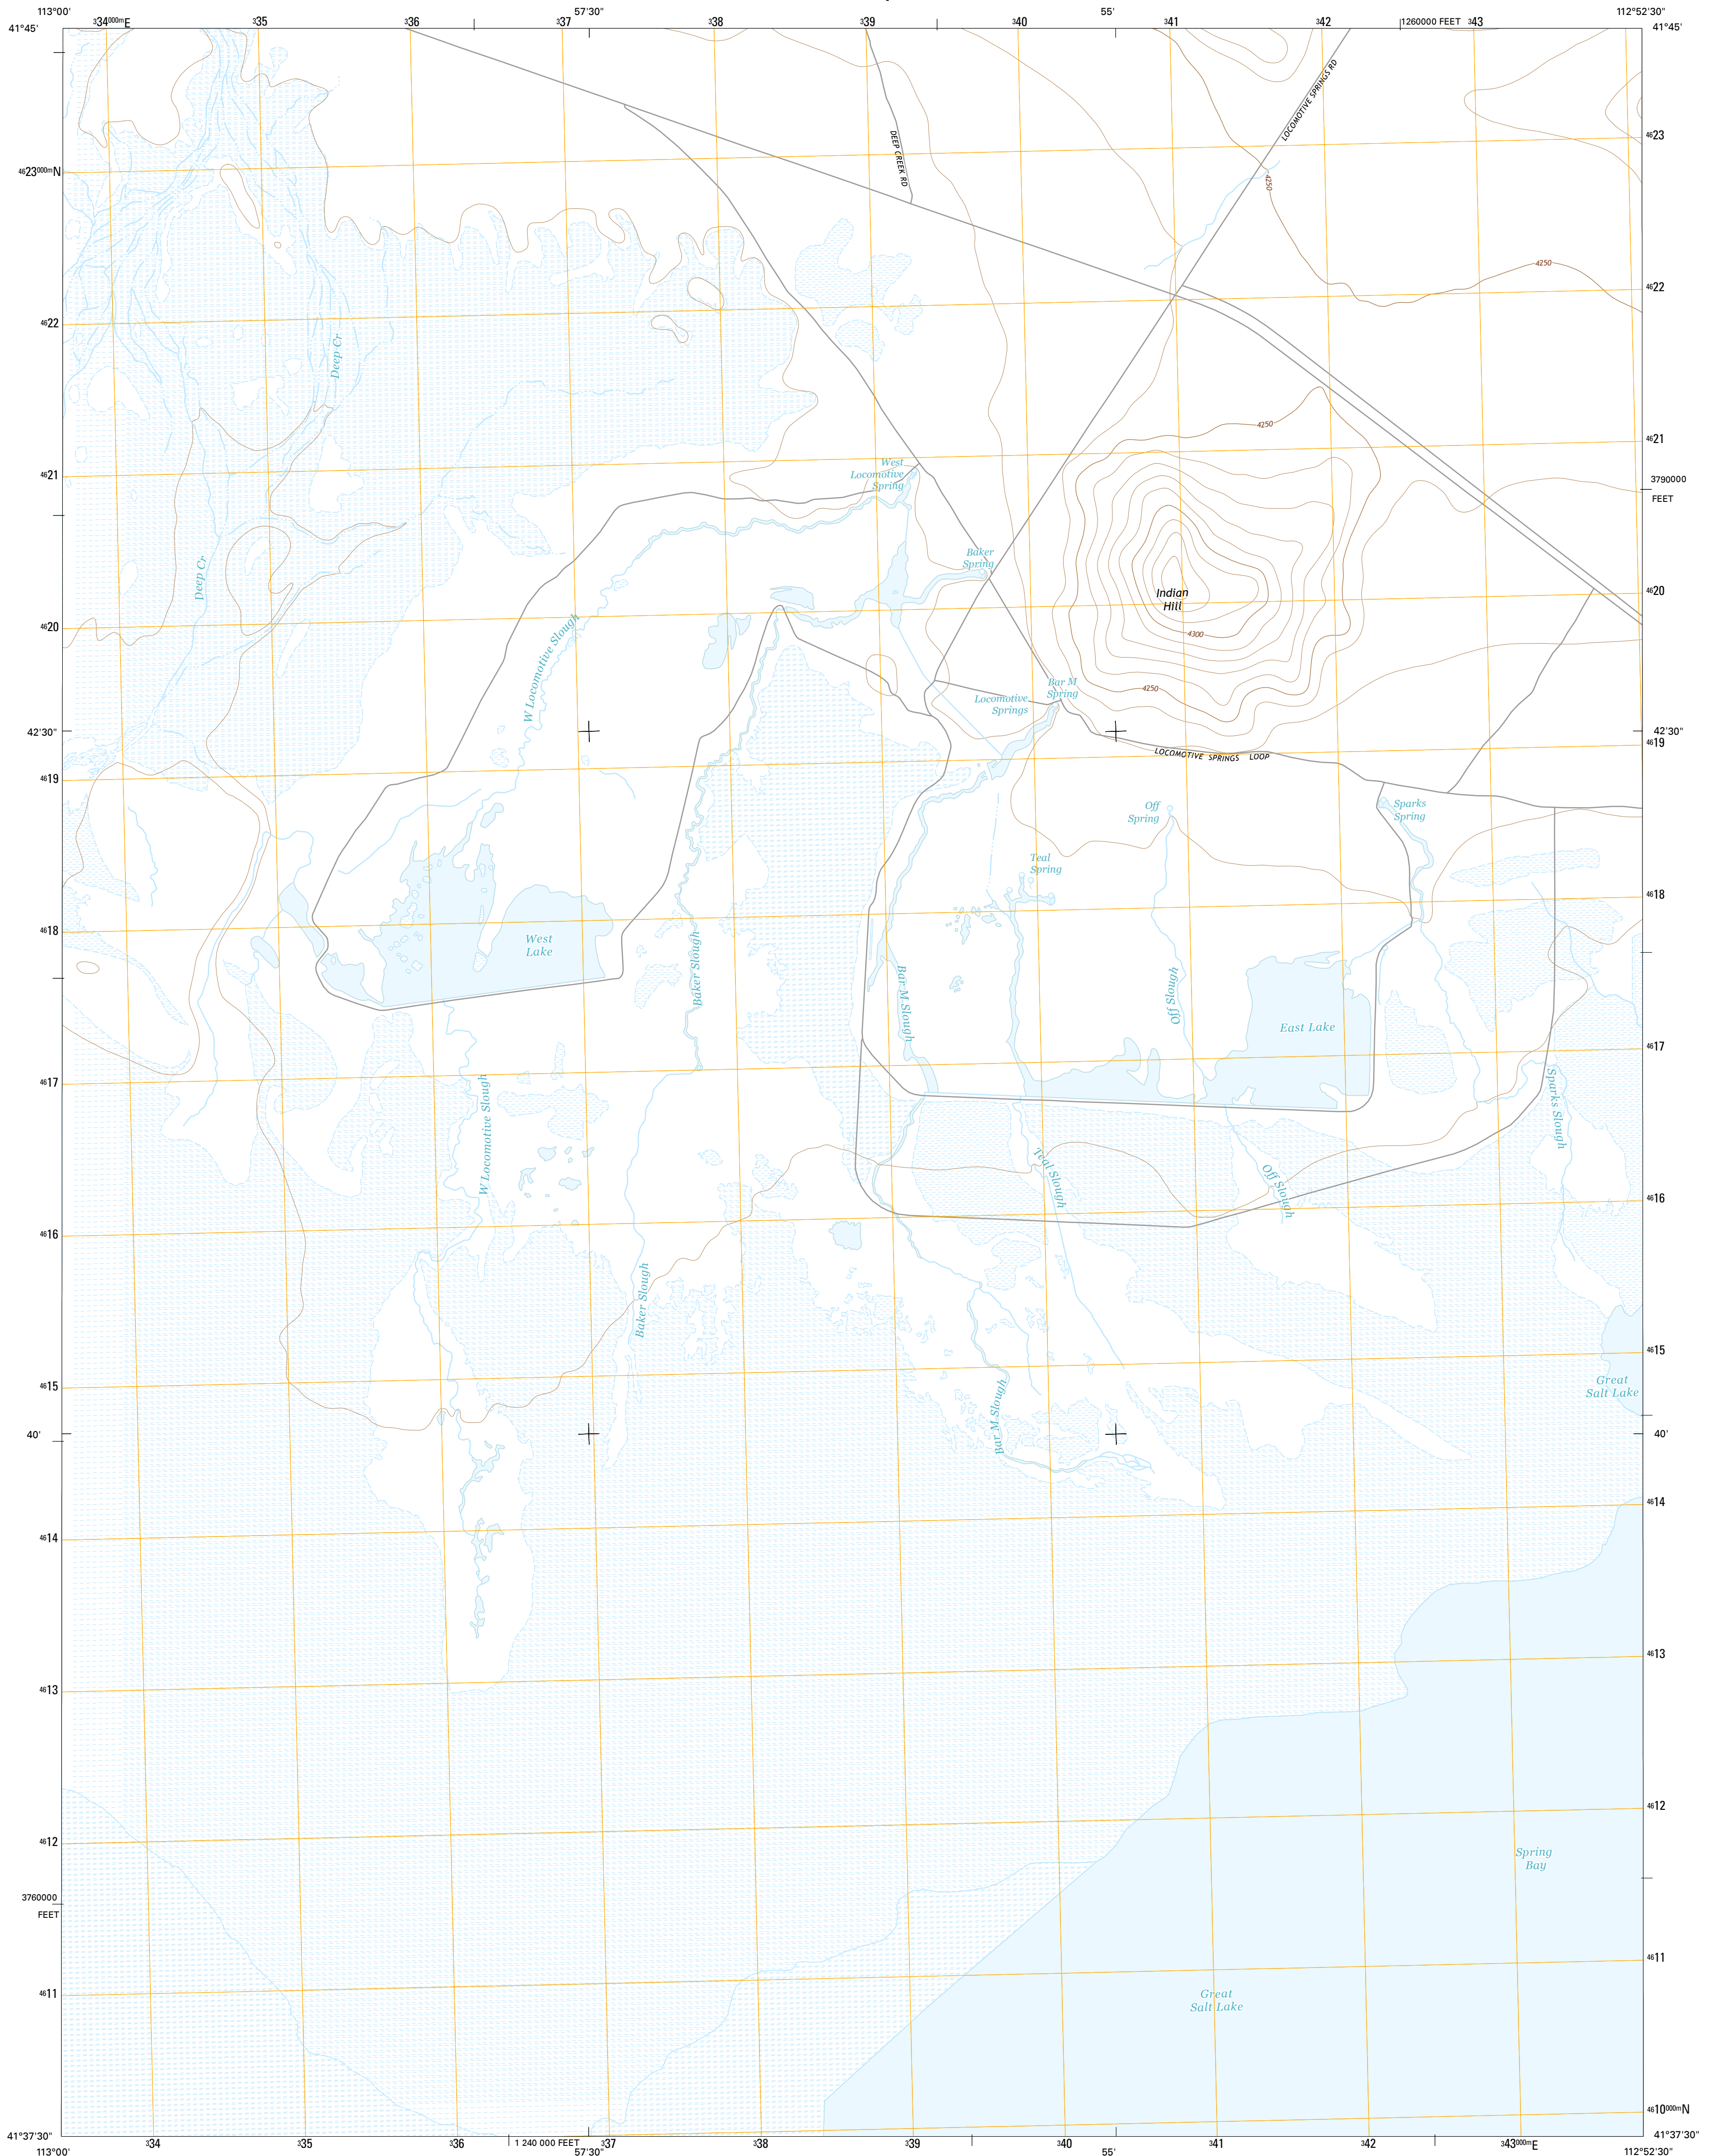 113°00'
334000mE
335
336
337
57'30"
338
339
340
55'
341
342
1260000 FEET
343
112°52'30"
41°45'
41°45'
DEEP CREEK RD
LOCOMOTIVE SPRINGS RD
4623
4623000mN
4250
4250
4622
4622
Deep Cr
4250
4621
4621
West
Locomotive
Spring
3790000
FEET
Baker
Spring
Deep Cr
Indian
Hill
4620
4620
4300
W Locomotive Slough
Bar M
Spring
4250
Locomotive
Springs
42'30"
42'30"
4619
LOCOMOTIVE SPRINGS LOOP
4619
Off
Spring
Sparks
Spring
Teal
Spring
4618
4618
West
Lake
Baker Slough
Bar M Slough
Off Slough
East Lake
4617
4617
W Locomotive Slough
Sparks Slough
Teal Slough
Off Slough
4616
4616
Baker Slough
4615
4615
Great
Salt Lake
Bar M Slough
40'
40'
4614
4614
4613
4613
4612
4612
Spring
Bay
3760000
FEET
4611
4611
Great
Salt Lake
4610000mN
41°37'30"
41°37'30"
113°00'
334
335
336
1 240 000 FEET
57'30"
337
338
339
340
55'
341
342
343000mE
112°52'30"